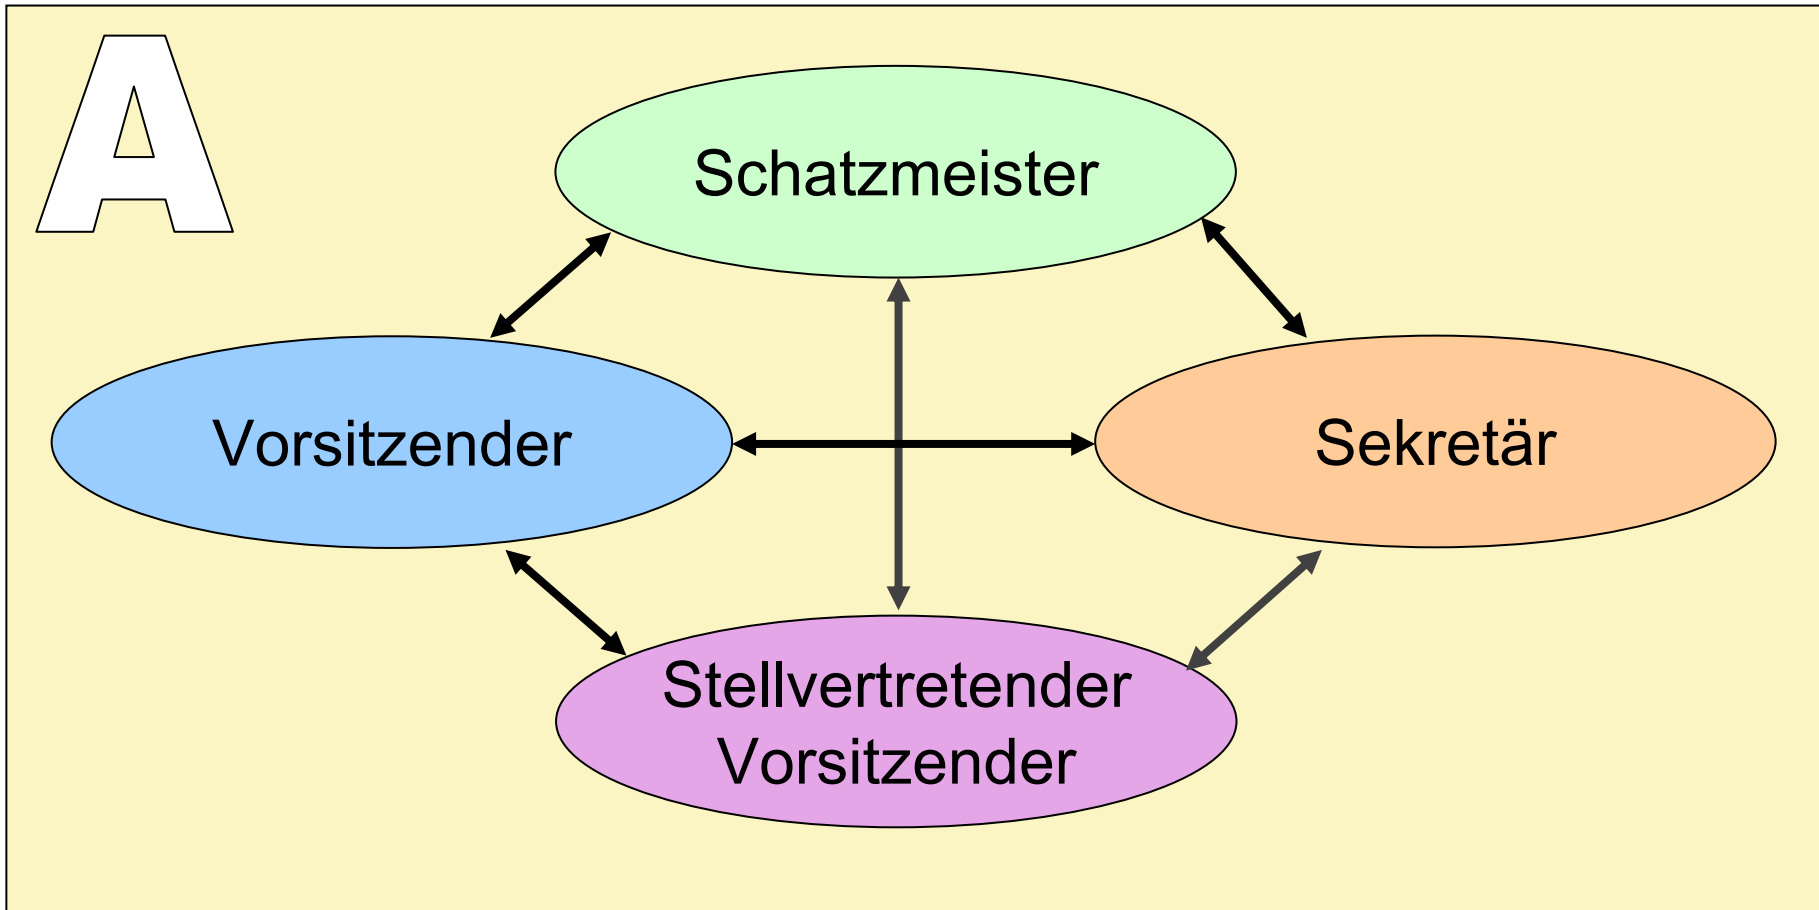 A
Schatzmeister
Vorsitzender
Sekretär
Stellvertretender
Vorsitzender